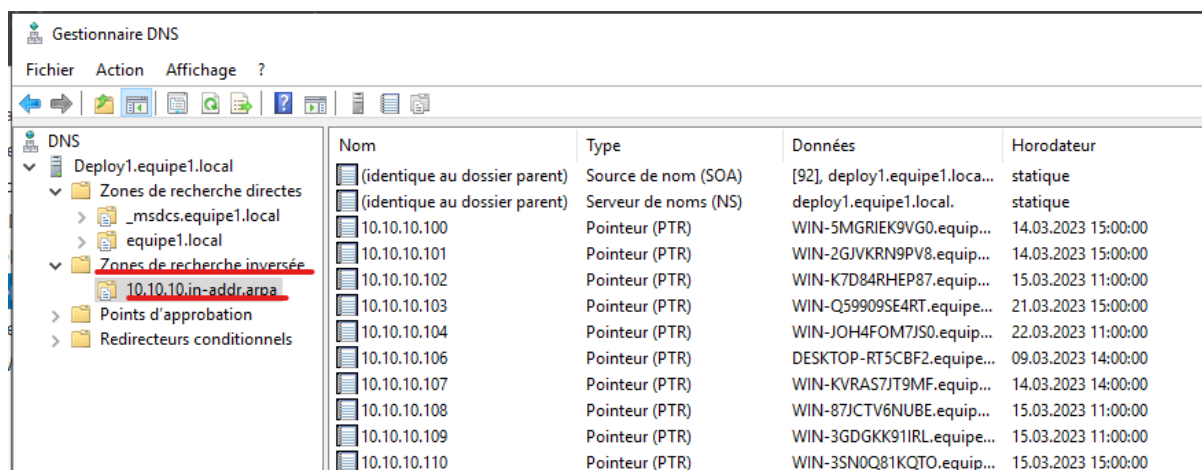 Gestionnaire DNS
Fichier Action Affichage ?
DNS
Deploy1.equipe1.local
Zones de recherche directes
_msdcs.equipe1.local
equipe1.local
Zones de recherche inversée
10.10.10.in-addr.arpa
Points d'approbation
Redirecteurs conditionnels
Nom Type Données Horodateur
(identique au dossier parent) Source de nom (SOA) [92], deploy1.equipe1.loca... statique
(identique au dossier parent) Serveur de noms (NS) deploy1.equipe1.local. statique
10.10.10.100 Pointeur (PTR) WIN-5MGRIEK9VG0.equip... 14.03.2023 15:00:00
10.10.10.101 Pointeur (PTR) WIN-2GJVKRN9PV8.equip... 14.03.2023 15:00:00
10.10.10.102 Pointeur (PTR) WIN-K7D84RHEP87.equip... 15.03.2023 11:00:00
10.10.10.103 Pointeur (PTR) WIN-Q59909SE4RT.equipe... 21.03.2023 15:00:00
10.10.10.104 Pointeur (PTR) WIN-JOH4FOM7JS0.equip... 22.03.2023 11:00:00
10.10.10.106 Pointeur (PTR) DESKTOP-RT5CBF2.equipe... 09.03.2023 14:00:00
10.10.10.107 Pointeur (PTR) WIN-KVRAS7JT9MF.equip... 14.03.2023 14:00:00
10.10.10.108 Pointeur (PTR) WIN-87JCTV6NUBE.equip... 15.03.2023 11:00:00
10.10.10.109 Pointeur (PTR) WIN-3GDGKK91IRL.equipe... 15.03.2023 11:00:00
10.10.10.110 Pointeur (PTR) WIN-3SN0Q81KQTO.equip... 15.03.2023 15:00:00